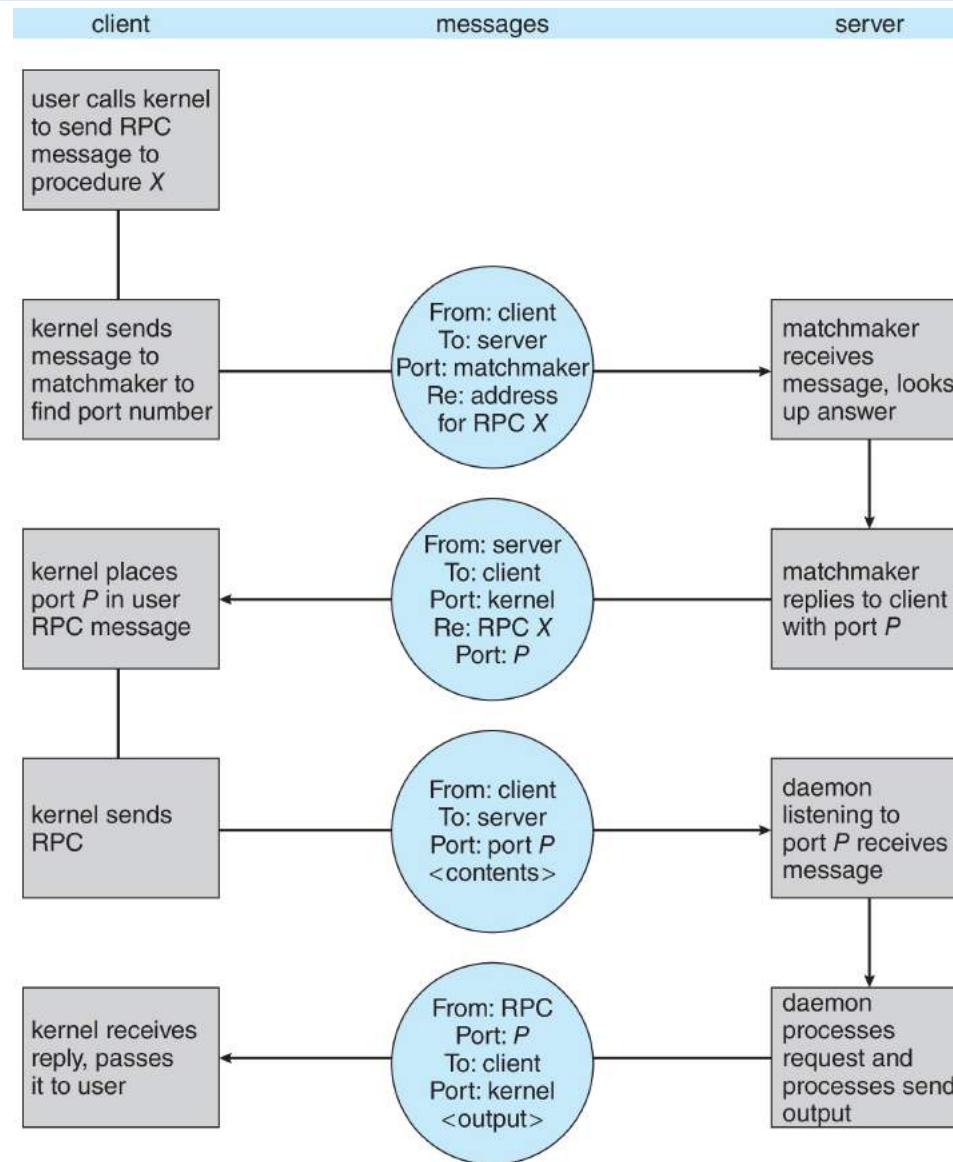 client
messages
server
user calls kernel
to send RPC
message to
procedure X
kernel sends
message to
matchmaker to
find port number
From: client
To: server
Port: matchmaker
Re: address
for RPC X
matchmaker
receives
message, looks
up answer
kernel places
port P in user
RPC message
From: server
To: client
Port: kernel
Re: RPC X
Port: P
matchmaker
replies to client
with port P
kernel sends
RPC
From: client
To: server
Port: port P
<contents>
daemon
listening to
port P receives
message
kernel receives
reply, passes
it to user
From: RPC
Port: P
To: client
Port: kernel
<output>
daemon
processes
request and
processes send
output